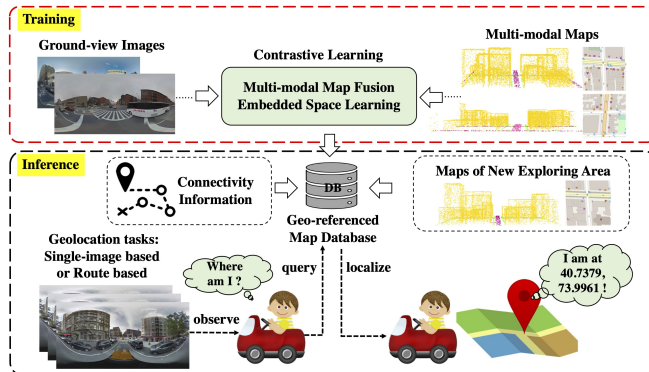 Training
Ground-view Images
Contrastive Learning
Multi-modal Map Fusion
Embedded Space Learning
Multi-modal Maps
Inference
Connectivity
Information
DB
Geo-referenced
Map Database
Maps of New Exploring Area
Geolocation tasks:
Single-image based
or Route based
Where
am I ?
query
localize
observe
I am at
40.7379,
73.9961 !